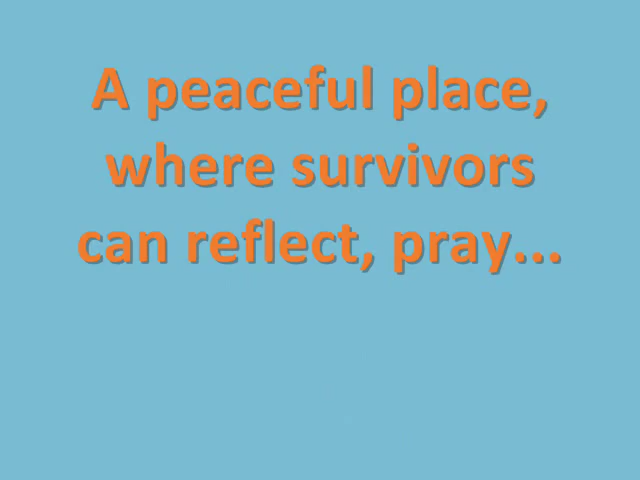 A peaceful place,
where survivors
can reflect, pray...